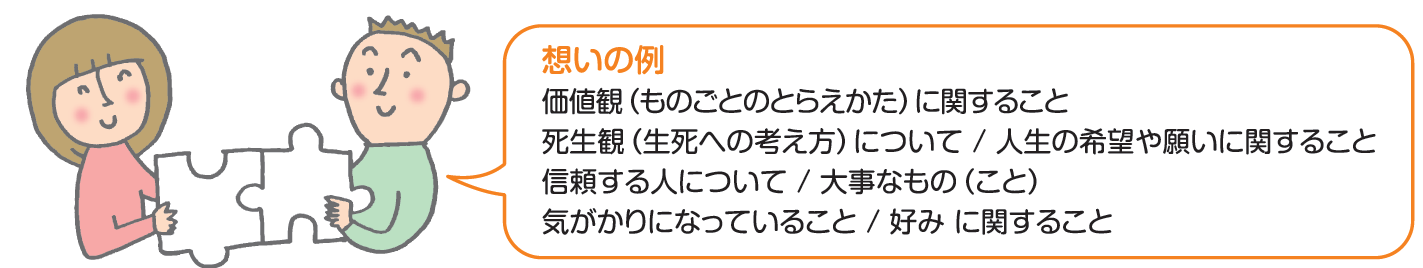 想いの例
価値観（ものごとのとらえかた）に関すること
死生観（生死への考え方）について / 人生の希望や願いに関すること
信頼する人について / 大事なもの（こと）
気がかりになっていること / 好み に関すること